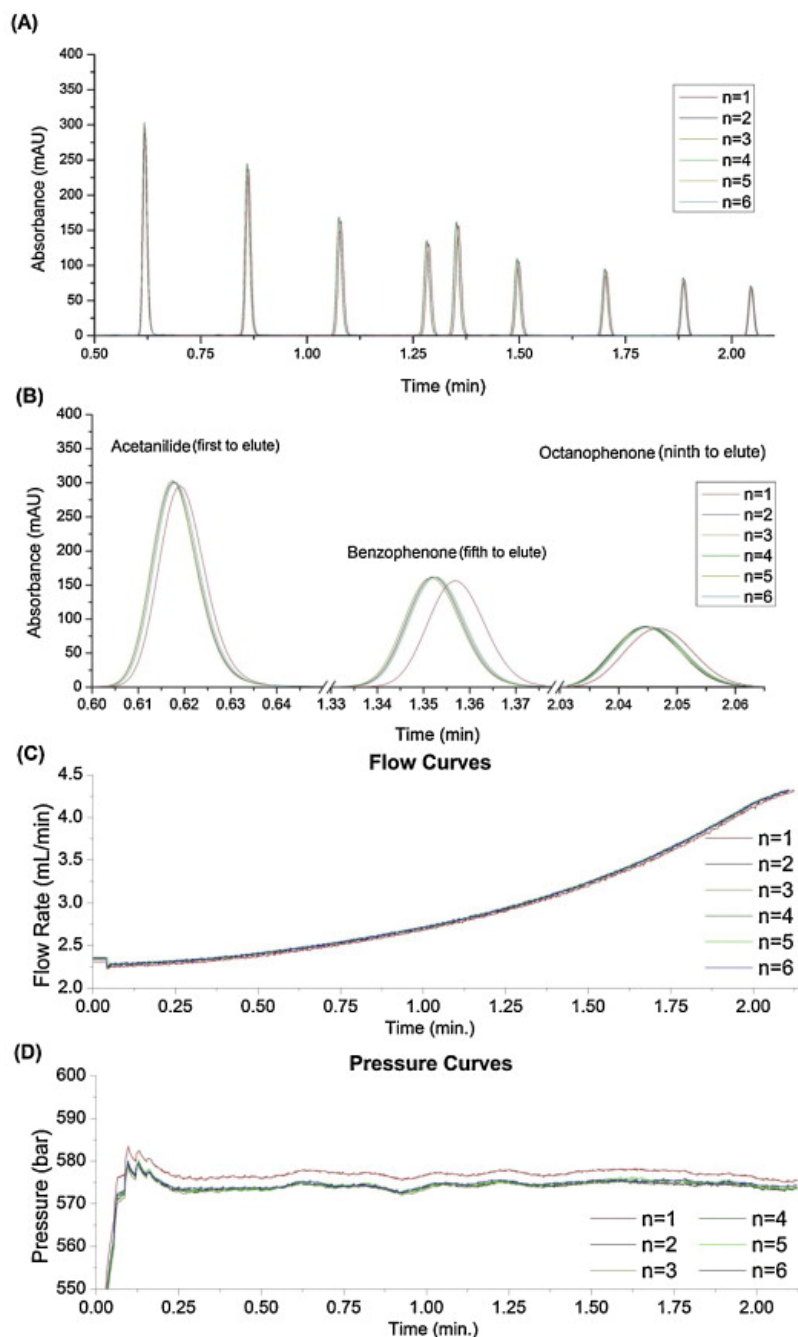 (A)
400
350
300
250
200
150
100
50
0
Absorbance (mAU)
n=1
n=2
n=3
n=4
n=5
n=6
0.50 0.75 1.00 1.25 1.50 1.75 2.00
Time (min)
(B)
400
350
300
250
200
150
100
50
0
Absorbance (mAU)
Acetanilide (first to elute)
Benzophenone (fifth to elute)
Octanophenone (ninth to elute)
n=1
n=2
n=3
n=4
n=5
n=6
0.60 0.61 0.62 0.63 0.64 1.33 1.34 1.35 1.36 1.37 2.03 2.04 2.05 2.06
Time (min)
(C)
Flow Curves
4.5
4.0
3.5
3.0
2.5
2.0
Flow Rate (mL/min)
n=1
n=2
n=3
n=4
n=5
n=6
0.00 0.25 0.50 0.75 1.00 1.25 1.50 1.75 2.00
Time (min.)
(D)
Pressure Curves
600
590
580
570
560
550
Pressure (bar)
n=1 n=4
n=2 n=5
n=3 n=6
0.00 0.25 0.50 0.75 1.00 1.25 1.50 1.75 2.00
Time (min.)